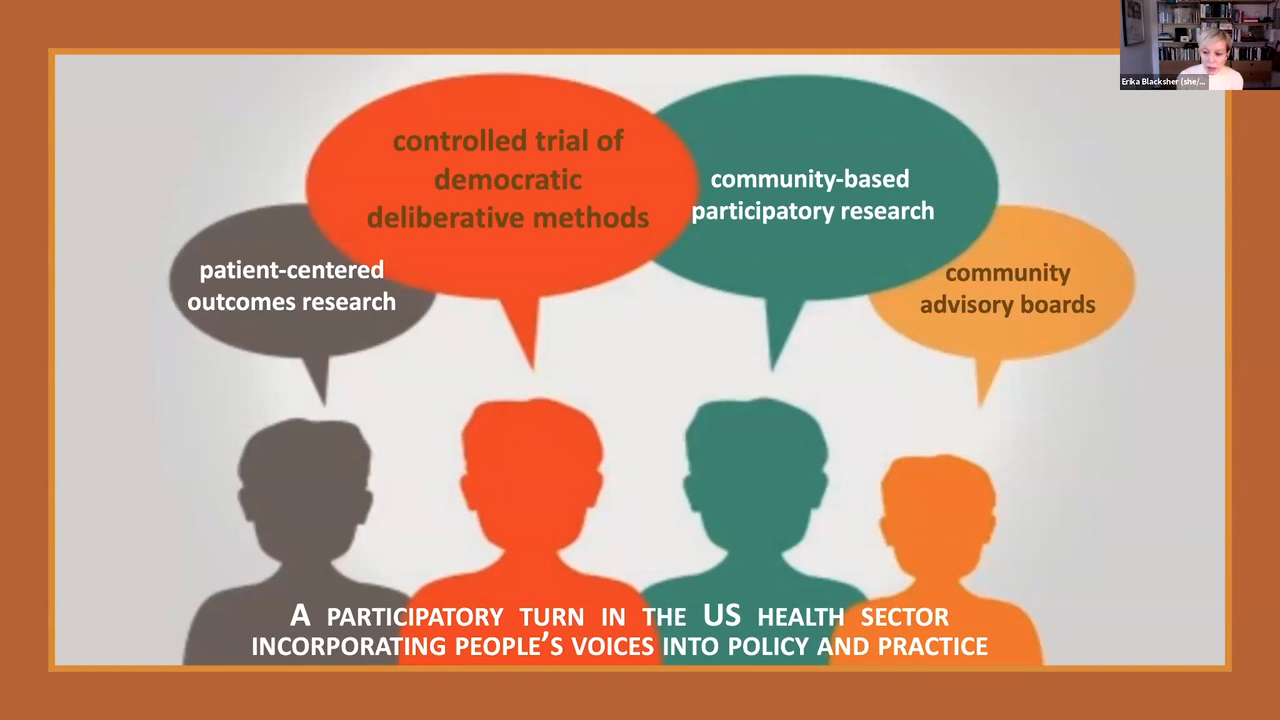 Erika Blacksher (she/...
controlled trial of
democratic
deliberative methods
community-based
participatory research
patient-centered
outcomes research
community
advisory boards
A PARTICIPATORY TURN IN THE US HEALTH SECTOR
INCORPORATING PEOPLE’S VOICES INTO POLICY AND PRACTICE